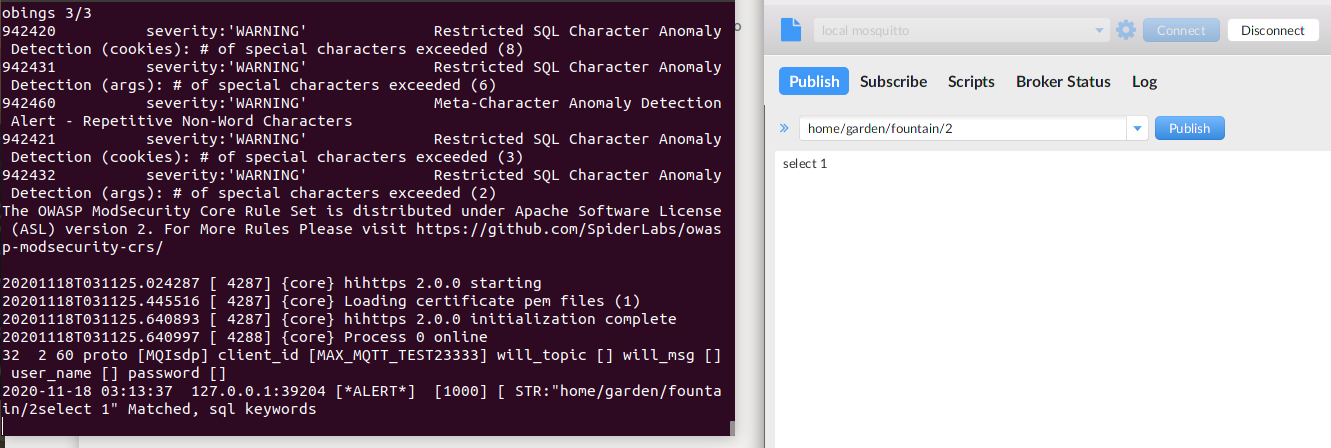 obings 3/3
942420          severity:'WARNING'              Restricted SQL Character Anomaly
 Detection (cookies): # of special characters exceeded (8)
942431          severity:'WARNING'              Restricted SQL Character Anomaly
 Detection (args): # of special characters exceeded (6)
942460          severity:'WARNING'              Meta-Character Anomaly Detection
 Alert - Repetitive Non-Word Characters
942421          severity:'WARNING'              Restricted SQL Character Anomaly
 Detection (cookies): # of special characters exceeded (3)
942432          severity:'WARNING'              Restricted SQL Character Anomaly
 Detection (args): # of special characters exceeded (2)
The OWASP ModSecurity Core Rule Set is distributed under Apache Software License
 (ASL) version 2. For More Rules Please visit https://github.com/SpiderLabs/owas
p-modsecurity-crs/
20201118T031125.024287 [ 4287] {core} hihttps 2.0.0 starting
20201118T031125.445516 [ 4287] {core} Loading certificate pem files (1)
20201118T031125.640893 [ 4287] {core} hihttps 2.0.0 initialization complete
20201118T031125.640997 [ 4288] {core} Process 0 online
32  2 60 proto [MQIsdp] client_id [MAX_MQTT_TEST23333] will_topic [] will_msg []
 user_name [] password []
2020-11-18 03:13:37  127.0.0.1:39204 [*ALERT*]  [1000] [ STR:"home/garden/founta
in/2select 1" Matched, sql keywords
local mosquitto
Connect
Disconnect
Publish Subscribe Scripts Broker Status Log
» home/garden/fountain/2
Publish
select 1